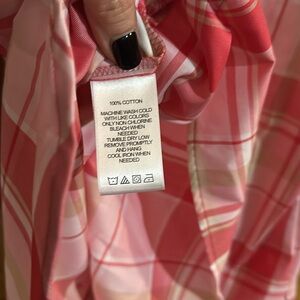 100% COTTON
MACHINE WASH COLD
WITH LIKE COLORS
ONLY NON-CHLORINE
BLEACH WHEN
NEEDED
TUMBLE DRY LOW
REMOVE PROMPTLY
AND HANG
COOL IRON WHEN
NEEDED